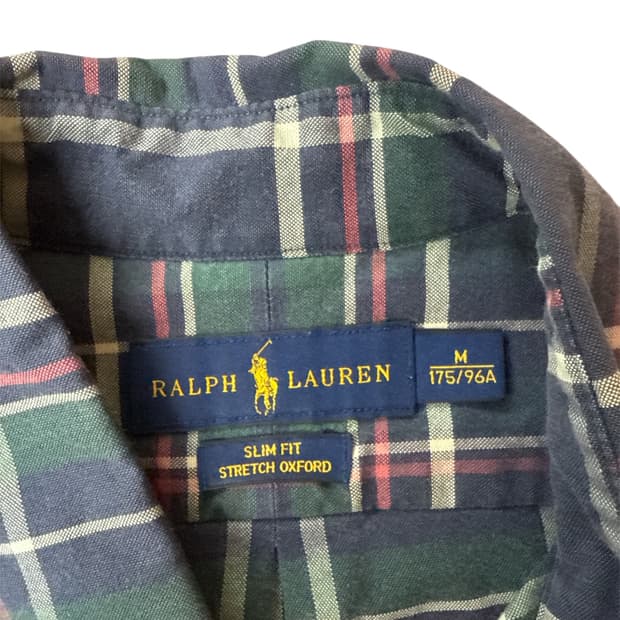 RALPH LAUREN
M
175/96A
SLIM FIT
STRETCH OXFORD